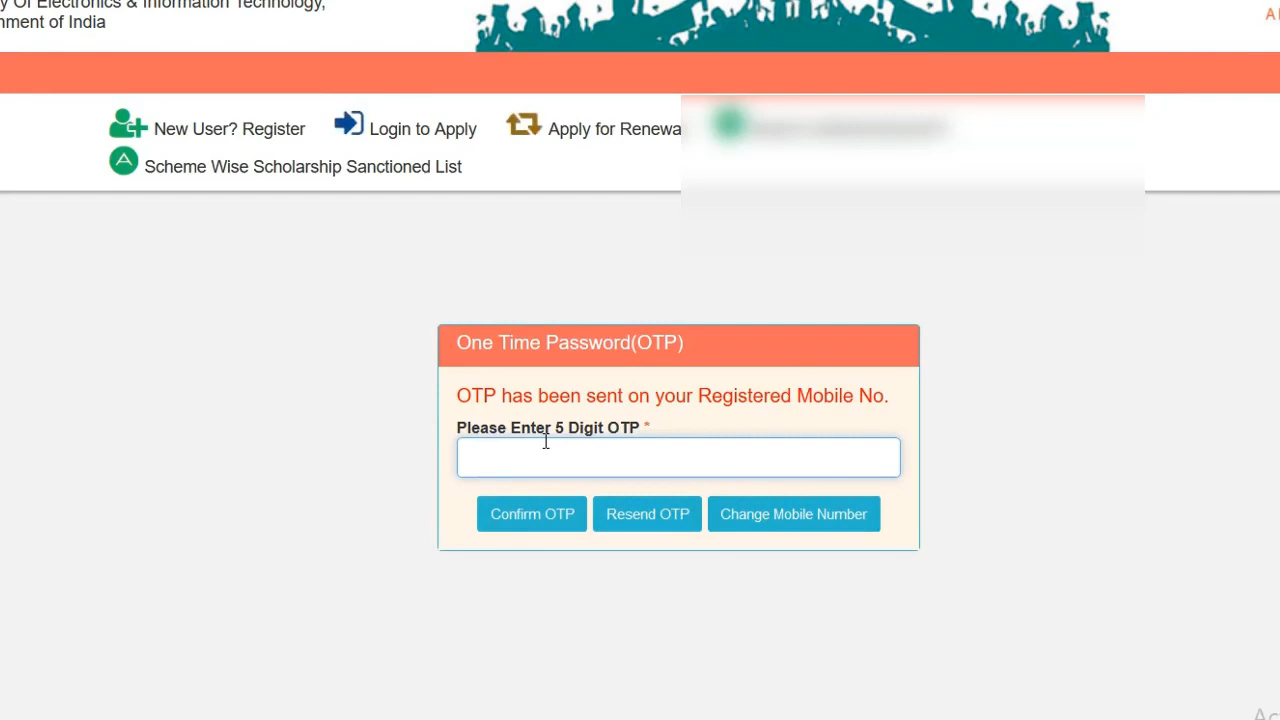 y Of Electronics & Information Technology,
nment of India
New User? Register
Login to Apply
Apply for Renewa
Scheme Wise Scholarship Sanctioned List
One Time Password(OTP)
OTP has been sent on your Registered Mobile No.
Please Enter 5 Digit OTP *
Confirm OTP
Resend OTP
Change Mobile Number